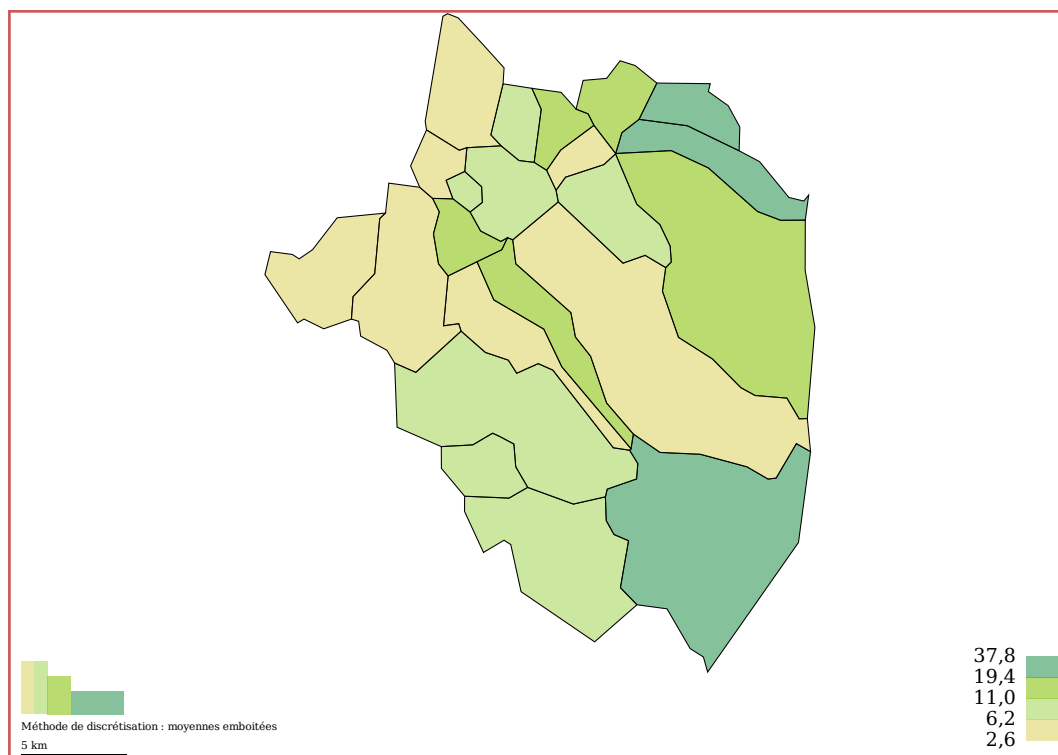 Méthode de discrétisation : moyennes emboitées
5 km
37,8
19,4
11,0
6,2
2,6